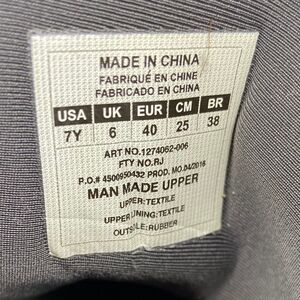 MADE IN CHINA
FABRIQUÉ EN CHINE
FABRICADO EN CHINA
USA UK EUR CM BR
7Y 6 40 25 38
ART NO.1274062-006
FTY NO.RJ
P.O.# 4500950432 PROD. MO.04/2016
MAN MADE UPPER
UPPER:TEXTILE
UPPER LINING:TEXTILE
OUTSOLE:RUBBER